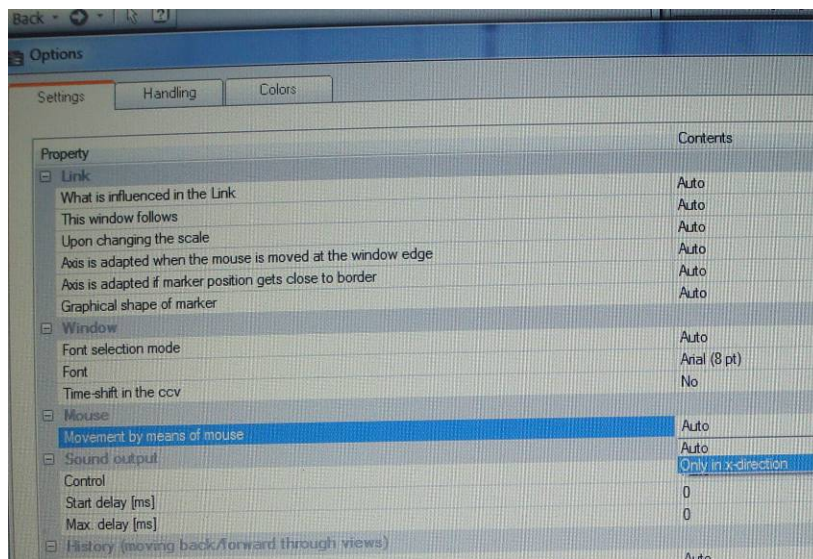 Back
Options
Settings Handling Colors
Property Contents
Link
What is influenced in the Link Auto
This window follows Auto
Upon changing the scale Auto
Axis is adapted when the mouse is moved at the window edge Auto
Axis is adapted if marker position gets close to border Auto
Graphical shape of marker Auto
Window
Font selection mode Auto
Font Arial (8 pt)
Time-shift in the ccv No
Mouse
Movement by means of mouse Auto
Auto
Sound output
Only in x-direction
Control
Start delay [ms] 0
Max. delay [ms] 0
History (moving back/forward through views)
Auto